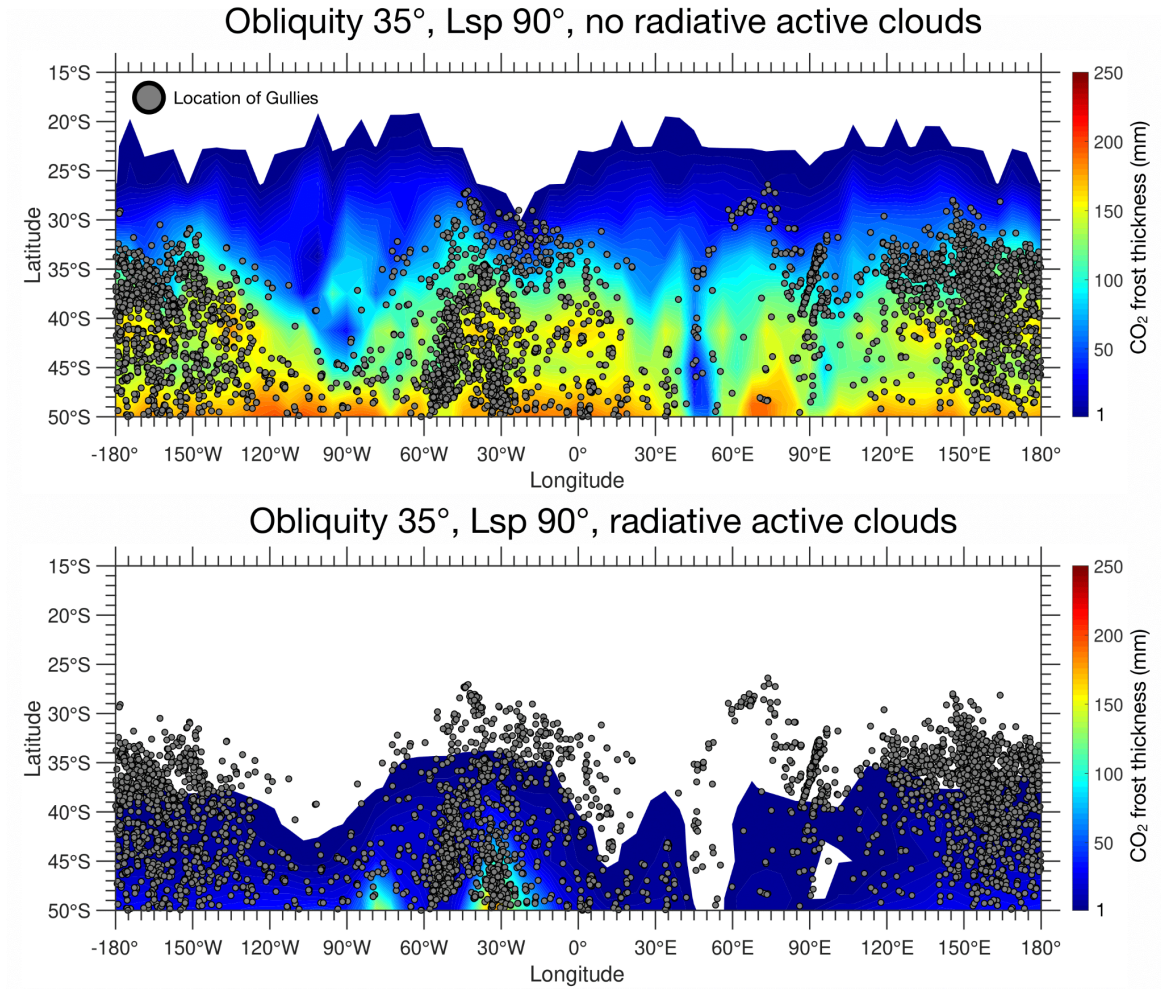 Obliquity 35°, Lsp 90°, no radiative active clouds
15°S
20°S
25°S
30°S
35°S
40°S
45°S
50°S
Latitude
Location of Gullies
-180°
150°W
120°W
90°W
60°W
30°W
0°
30°E
60°E
90°E
120°E
150°E
180°
Longitude
250
200
150
100
50
1
CO₂ frost thickness (mm)
Obliquity 35°, Lsp 90°, radiative active clouds
15°S
20°S
25°S
30°S
35°S
40°S
45°S
50°S
Latitude
-180°
150°W
120°W
90°W
60°W
30°W
0°
30°E
60°E
90°E
120°E
150°E
180°
Longitude
250
200
150
100
50
1
CO₂ frost thickness (mm)